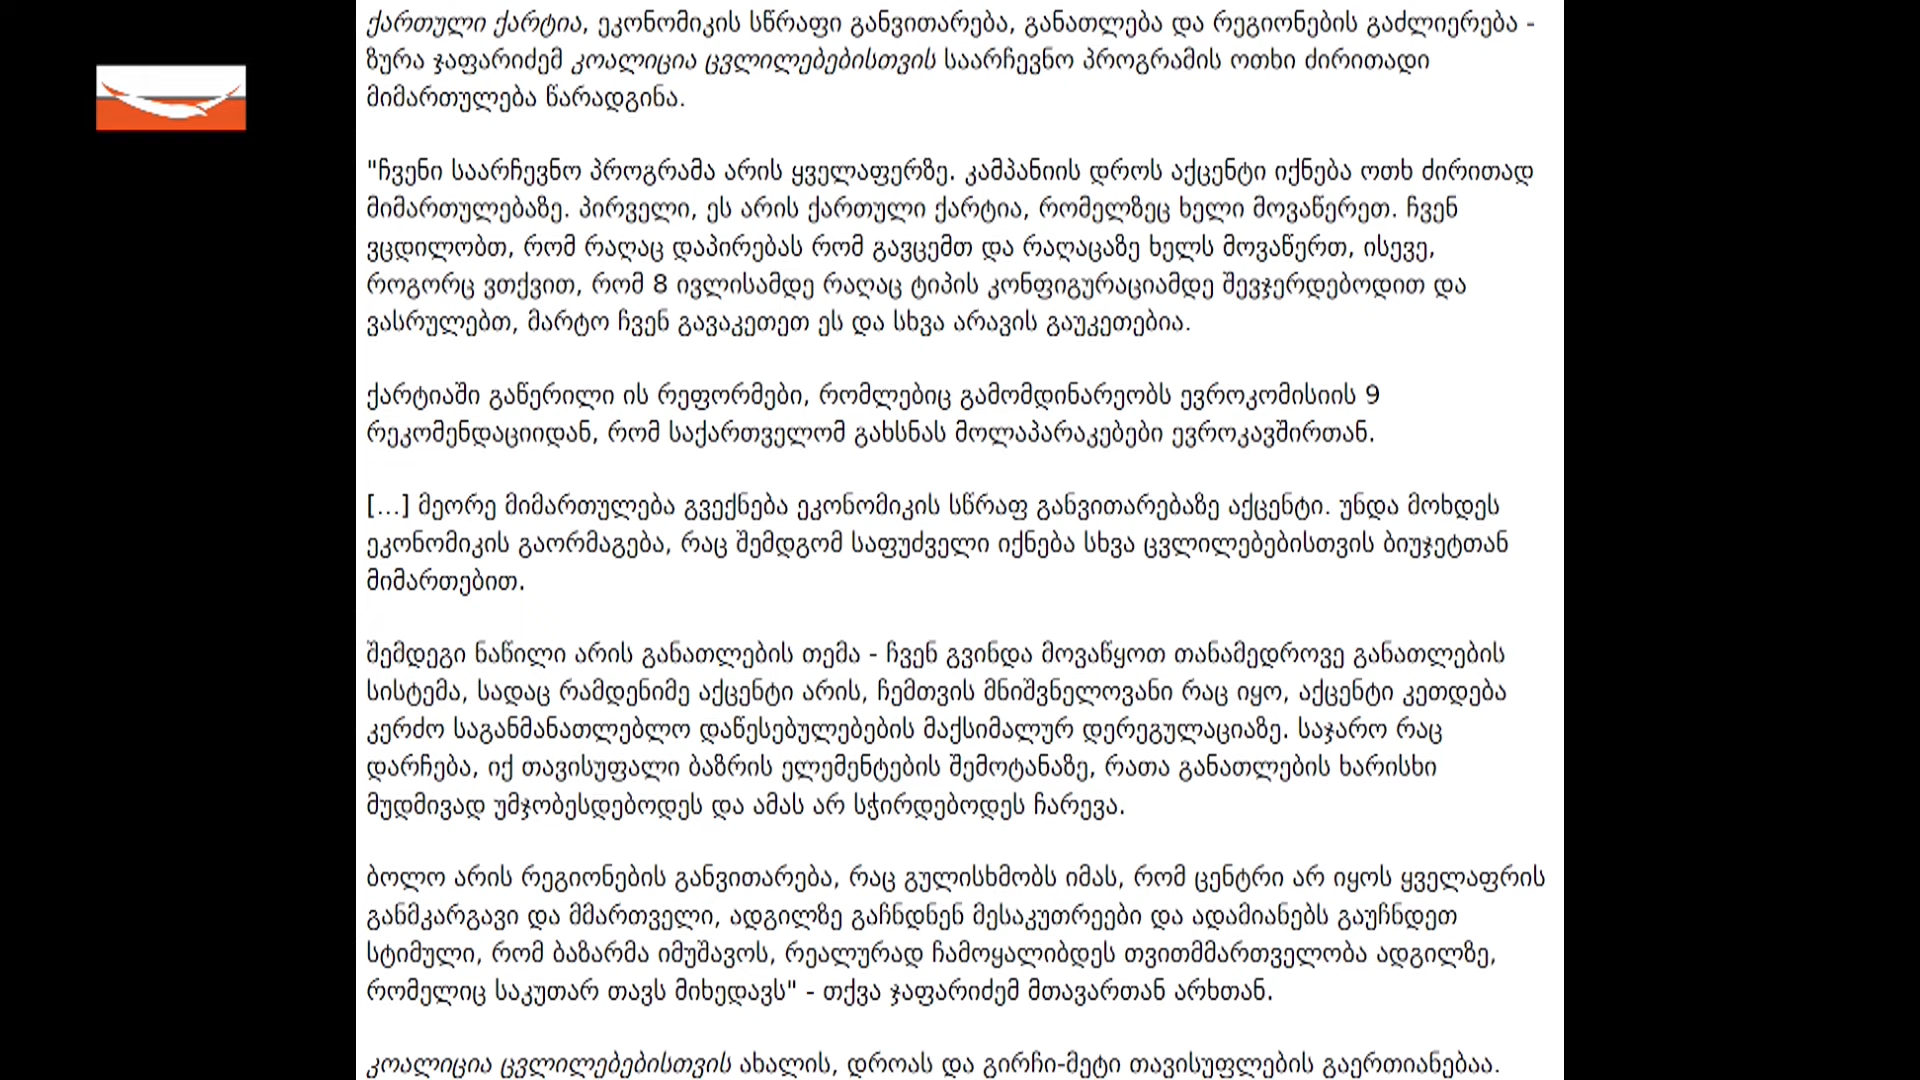 ქართული ქარტია, ეკონომიკის სწრაფი განვითარება, განათლება და რეგიონების გაძლიერება -
ზურა ჯაფარიძემ კოალიცია ცვლილებებისთვის საარჩევნო პროგრამის ოთხი ძირითადი
მიმართულება წარადგინა.
"ჩვენი საარჩევნო პროგრამა არის ყველაფერზე. კამპანიის დროს აქცენტი იქნება ოთხ ძირითად
მიმართულებაზე. პირველი, ეს არის ქართული ქარტია, რომელზეც ხელი მოვაწერეთ. ჩვენ
ვცდილობთ, რომ რაღაც დაპირებას რომ გავცემთ და რაღაცაზე ხელს მოვაწერთ, ისევე,
როგორც ვთქვით, რომ 8 ივლისამდე რაღაც ტიპის კონფიგურაციამდე შევჯერდებოდით და
ვასრულებთ, მარტო ჩვენ გავაკეთეთ ეს და სხვა არავის გაუკეთებია.
ქარტიაში გაწერილი ის რეფორმები, რომლებიც გამომდინარეობს ევროკომისიის 9
რეკომენდაციიდან, რომ საქართველომ გახსნას მოლაპარაკებები ევროკავშირთან.
[...] მეორე მიმართულება გვექნება ეკონომიკის სწრაფ განვითარებაზე აქცენტი. უნდა მოხდეს
ეკონომიკის გაორმაგება, რაც შემდგომ საფუძველი იქნება სხვა ცვლილებებისთვის ბიუჯეტთან
მიმართებით.
შემდეგი ნაწილი არის განათლების თემა - ჩვენ გვინდა მოვაწყოთ თანამედროვე განათლების
სისტემა, სადაც რამდენიმე აქცენტი არის, ჩემთვის მნიშვნელოვანი რაც იყო, აქცენტი კეთდება
კერძო საგანმანათლებლო დაწესებულებების მაქსიმალურ დერეგულაციაზე. საჯარო რაც
დარჩება, იქ თავისუფალი ბაზრის ელემენტების შემოტანაზე, რათა განათლების ხარისხი
მუდმივად უმჯობესდებოდეს და ამას არ სჭირდებოდეს ჩარევა.
ბოლო არის რეგიონების განვითარება, რაც გულისხმობს იმას, რომ ცენტრი არ იყოს ყველაფრის
განმკარგავი და მმართველი, ადგილზე გაჩნდნენ მესაკუთრეები და ადამიანებს გაუჩნდეთ
სტიმული, რომ ბაზარმა იმუშავოს, რეალურად ჩამოყალიბდეს თვითმმართველობა ადგილზე,
რომელიც საკუთარ თავს მიხედავს" - თქვა ჯაფარიძემ მთავართან არხთან.
კოალიცია ცვლილებებისთვის ახალის, დროას და გირჩი-მეტი თავისუფლების გაერთიანებაა.